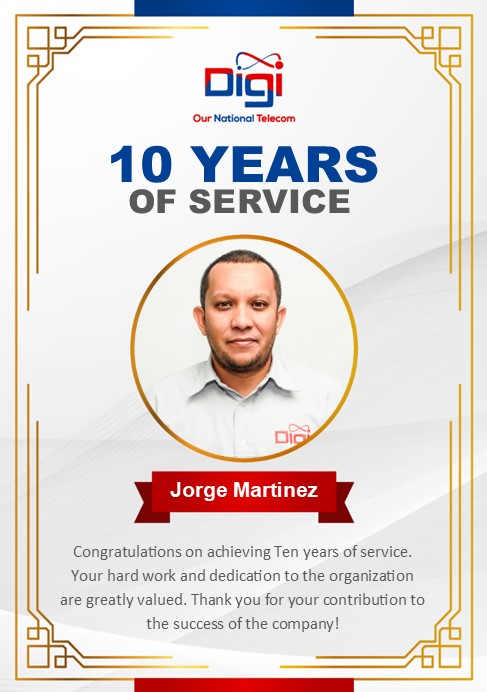 Digi
Our National Telecom
10 YEARS
OF SERVICE
Digi
Jorge Martinez
Congratulations on achieving Ten years of service.
Your hard work and dedication to the organization
are greatly valued. Thank you for your contribution to
the success of the company!